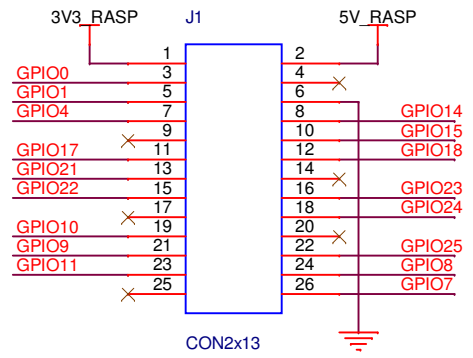 3V3_RASP J1 5V_RASP
1 2
GPIO0 3 4
GPIO1 5 6
GPIO4 7 8 GPIO14
9 10 GPIO15
GPIO17 11 12 GPIO18
GPIO21 13 14
GPIO22 15 16 GPIO23
17 18 GPIO24
GPIO10 19 20
GPIO9 21 22 GPIO25
GPIO11 23 24 GPIO8
25 26 GPIO7
CON2x13